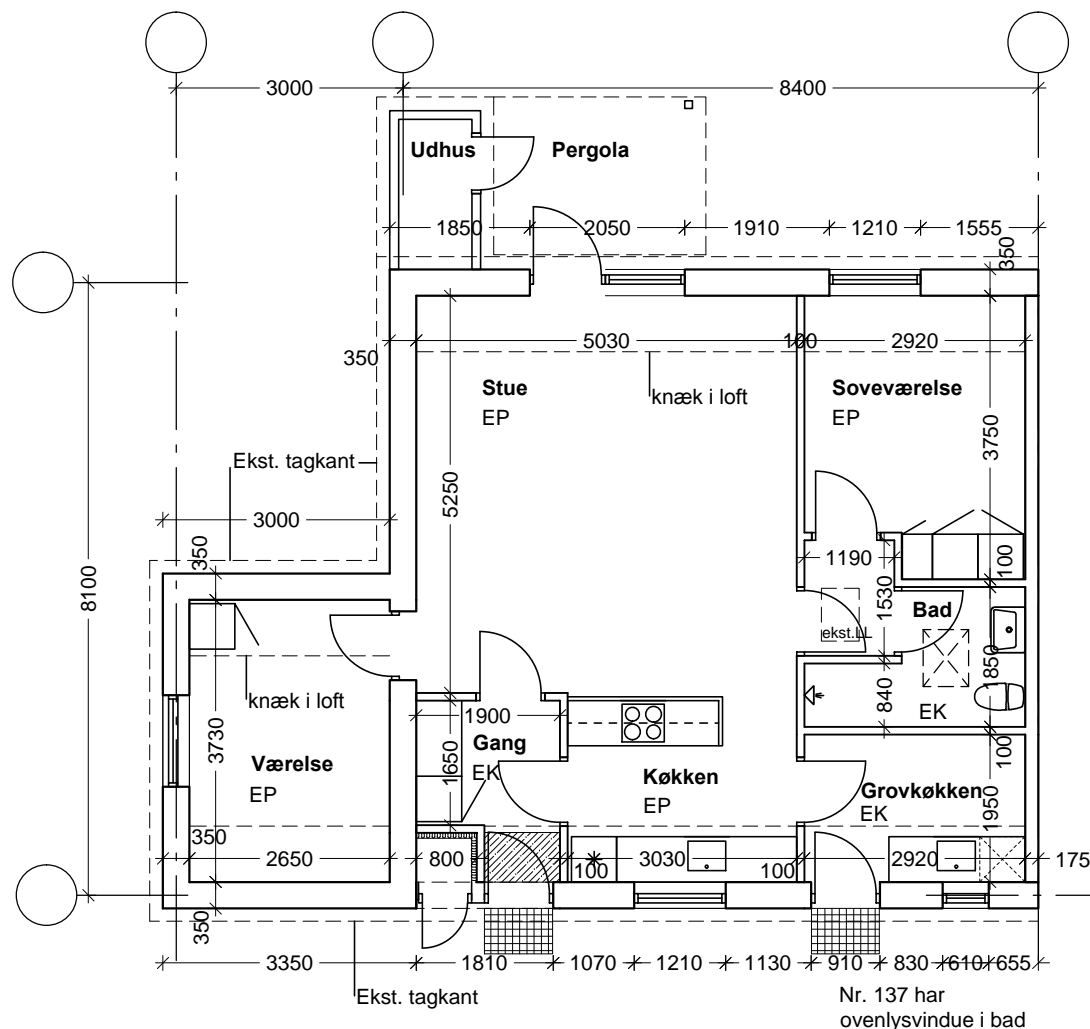 3000
8400
Udhus
Pergola
1850
2050
1910
1210
1555
350
5030
100
2920
350
Stue
EP
knæk i loft
Soveværelse
EP
3750
Ekst. tagkant
5250
3000
350
8100
1190
100
1530
Bad
ekst.LL
1850
840
EK
knæk i loft
3730
1900
Gang
EK
1650
Værelse
EP
Køkken
EP
Grovkøkken
EK
100
1950
350
2650
800
100
3030
100
2920
175
350
3350
1810
1070
1210
1130
910
830
610
655
Ekst. tagkant
Nr. 137 har
ovenlysvindue i bad